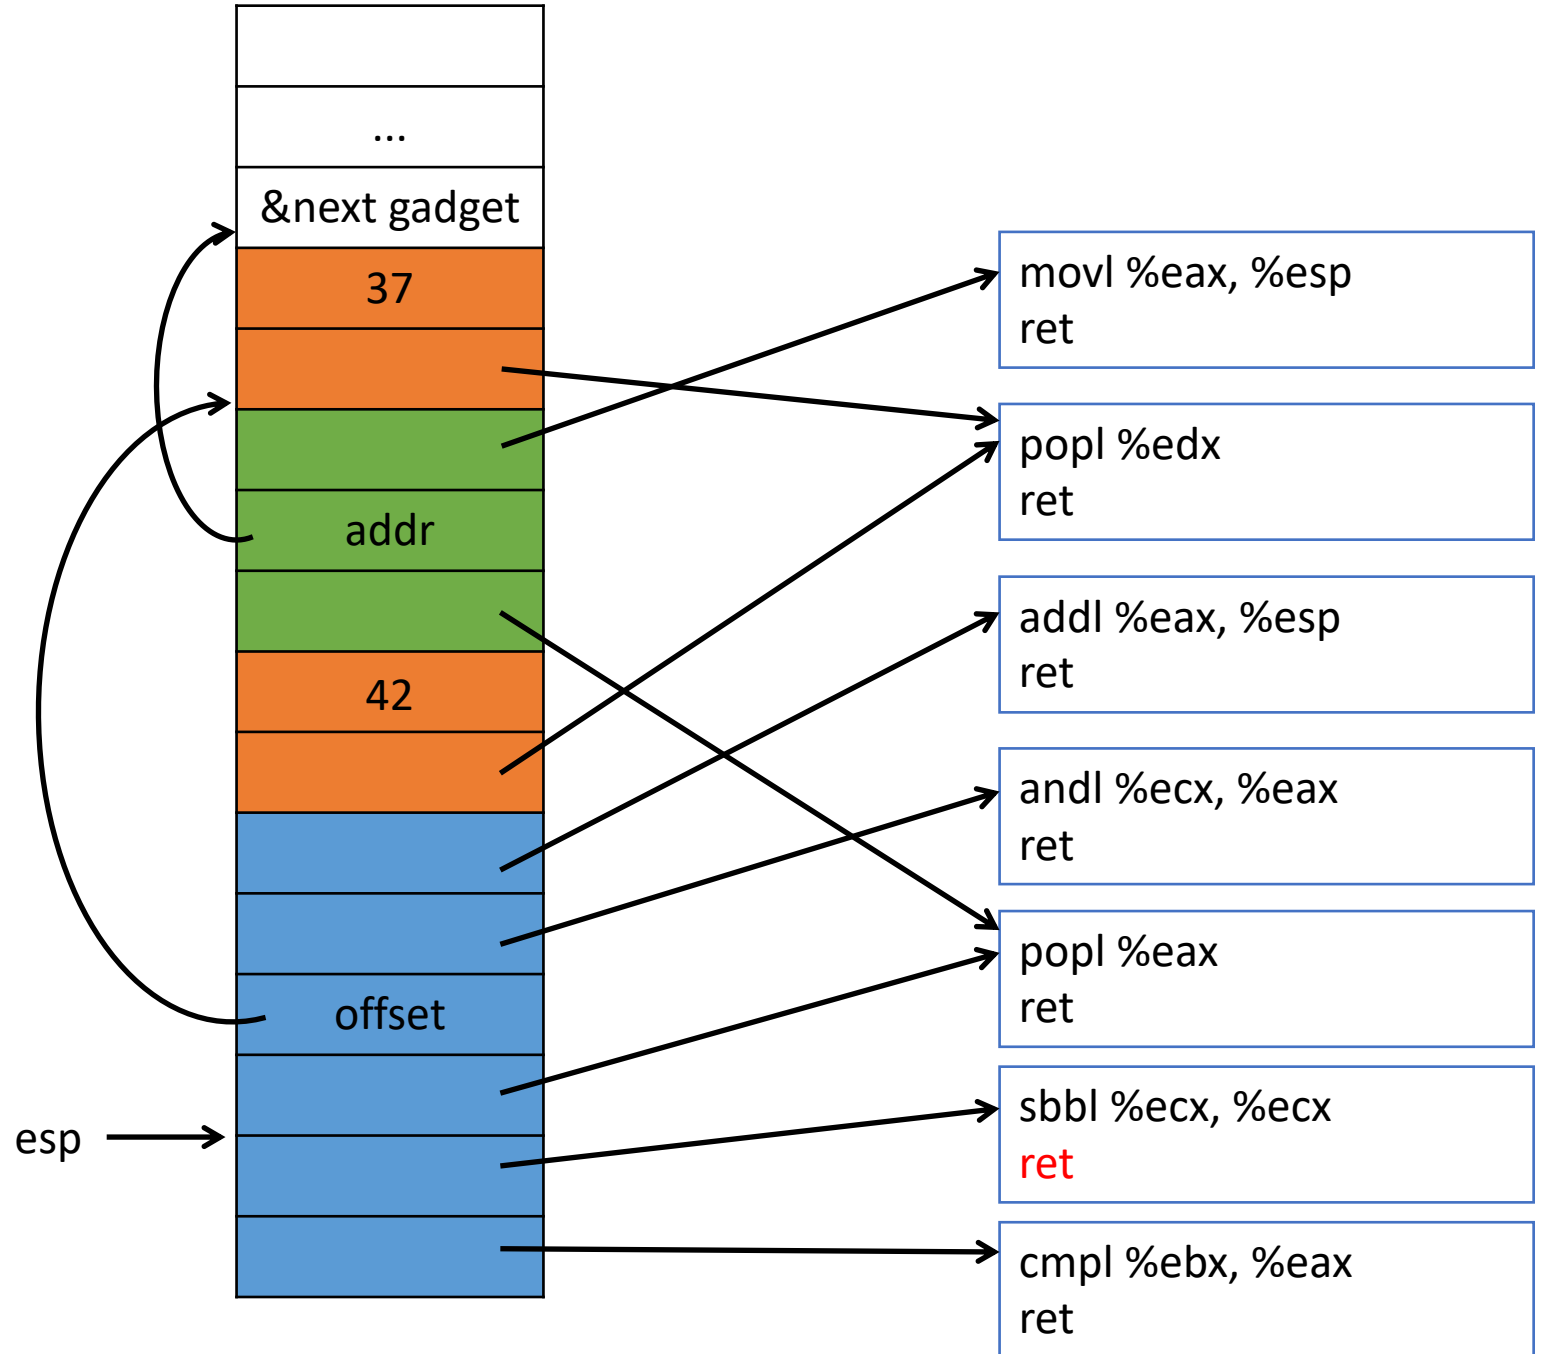 ...
&next gadget
37
addr
42
offset
esp
movl %eax, %esp
ret
popl %edx
ret
addl %eax, %esp
ret
andl %ecx, %eax
ret
popl %eax
ret
sbbl %ecx, %ecx
ret
cmpl %ebx, %eax
ret